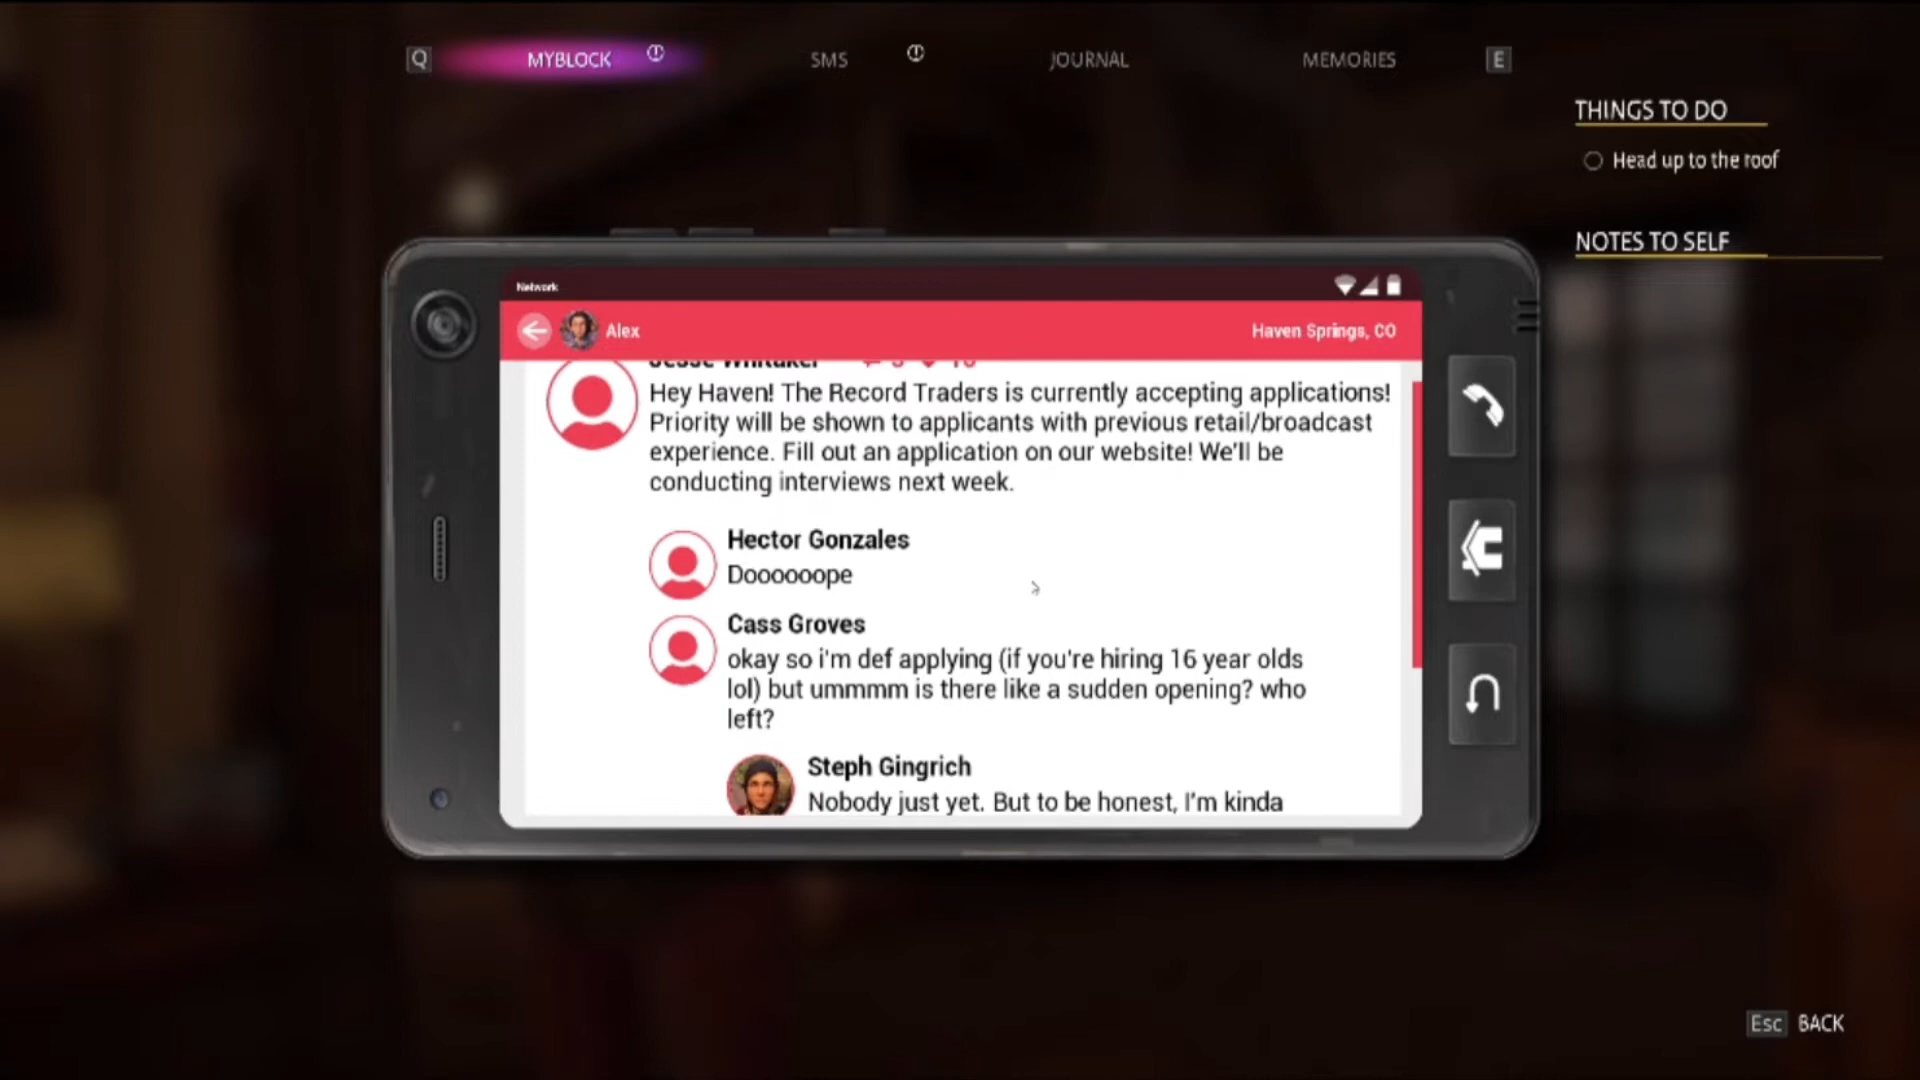 Q MYBLOCK SMS JOURNAL MEMORIES E
THINGS TO DO
Head up to the roof
NOTES TO SELF
Network
Alex
Haven Springs, CO
Jesse Whitaker
Hey Haven! The Record Traders is currently accepting applications!
Priority will be shown to applicants with previous retail/broadcast
experience. Fill out an application on our website! We'll be
conducting interviews next week.
Hector Gonzales
Dooooooope
Cass Groves
okay so i'm def applying (if you're hiring 16 year olds
lol) but ummmm is there like a sudden opening? who
left?
Steph Gingrich
Nobody just yet. But to be honest, I'm kinda
Esc BACK